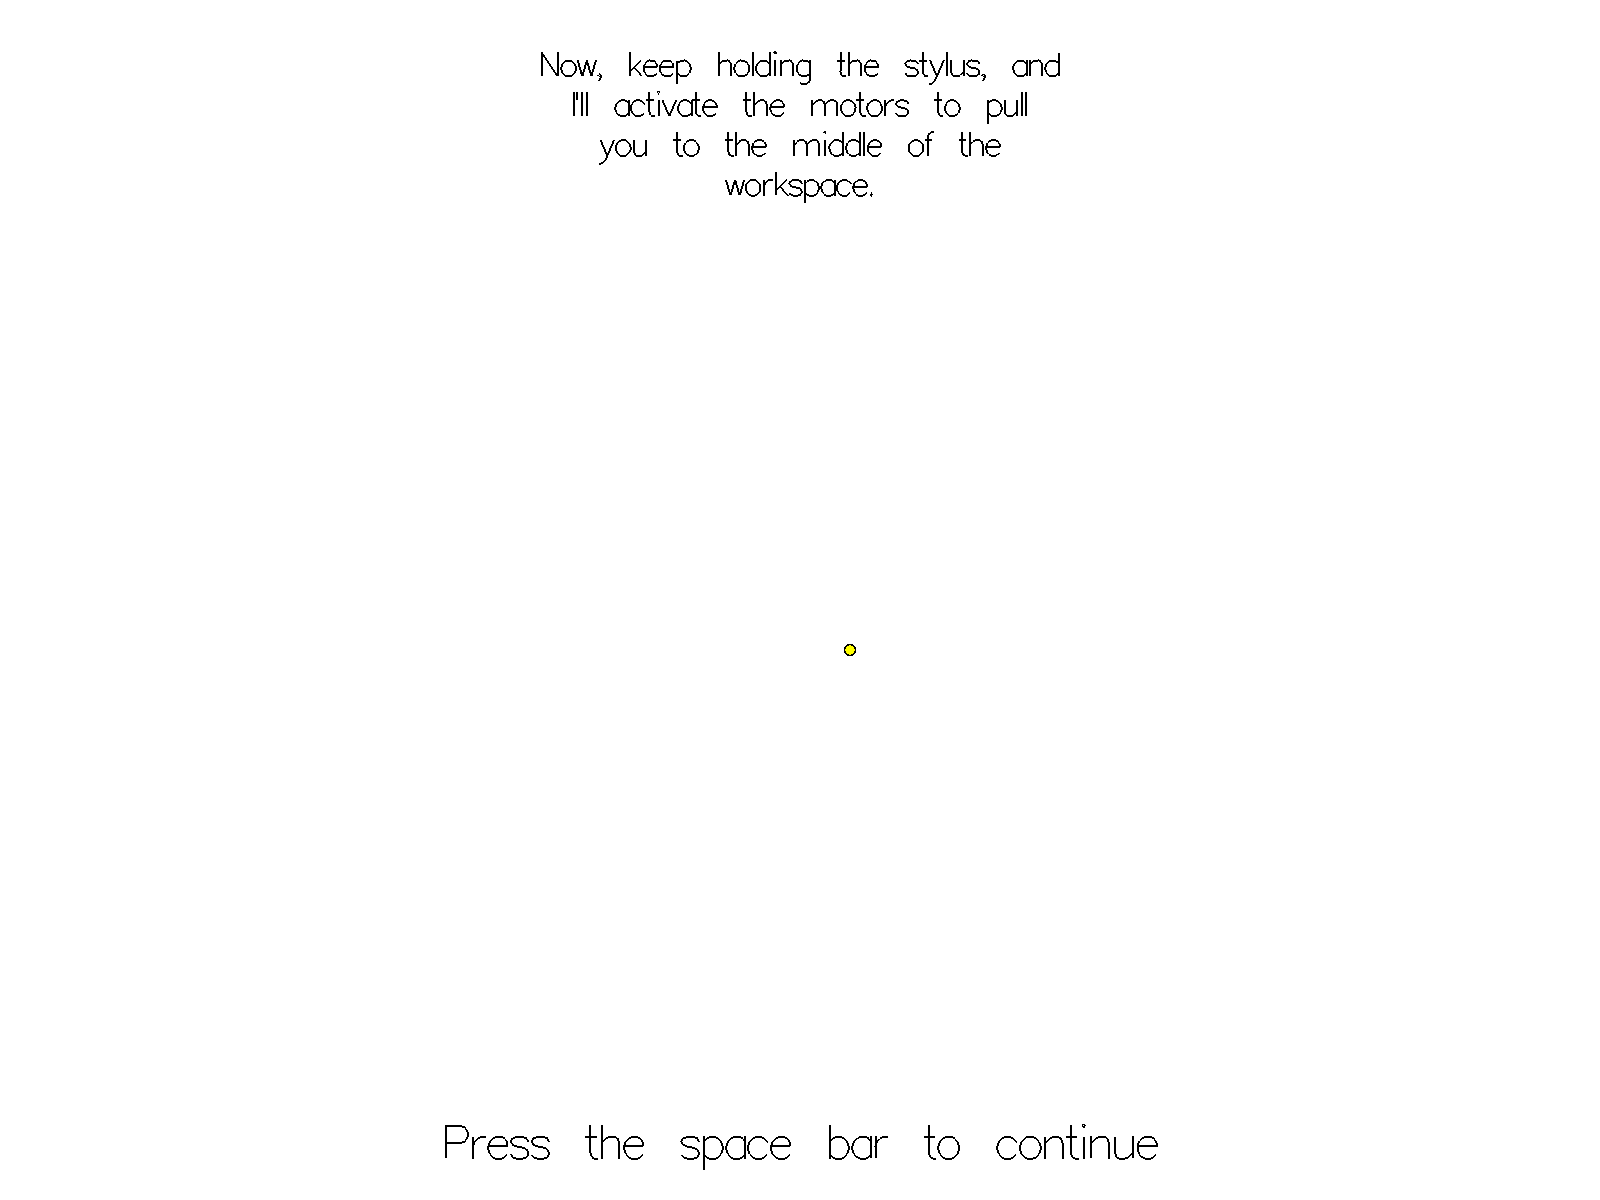 Now, keep holding the stylus, and
I'll activate the motors to pull
you to the middle of the
workspace.
Press the space bar to continue